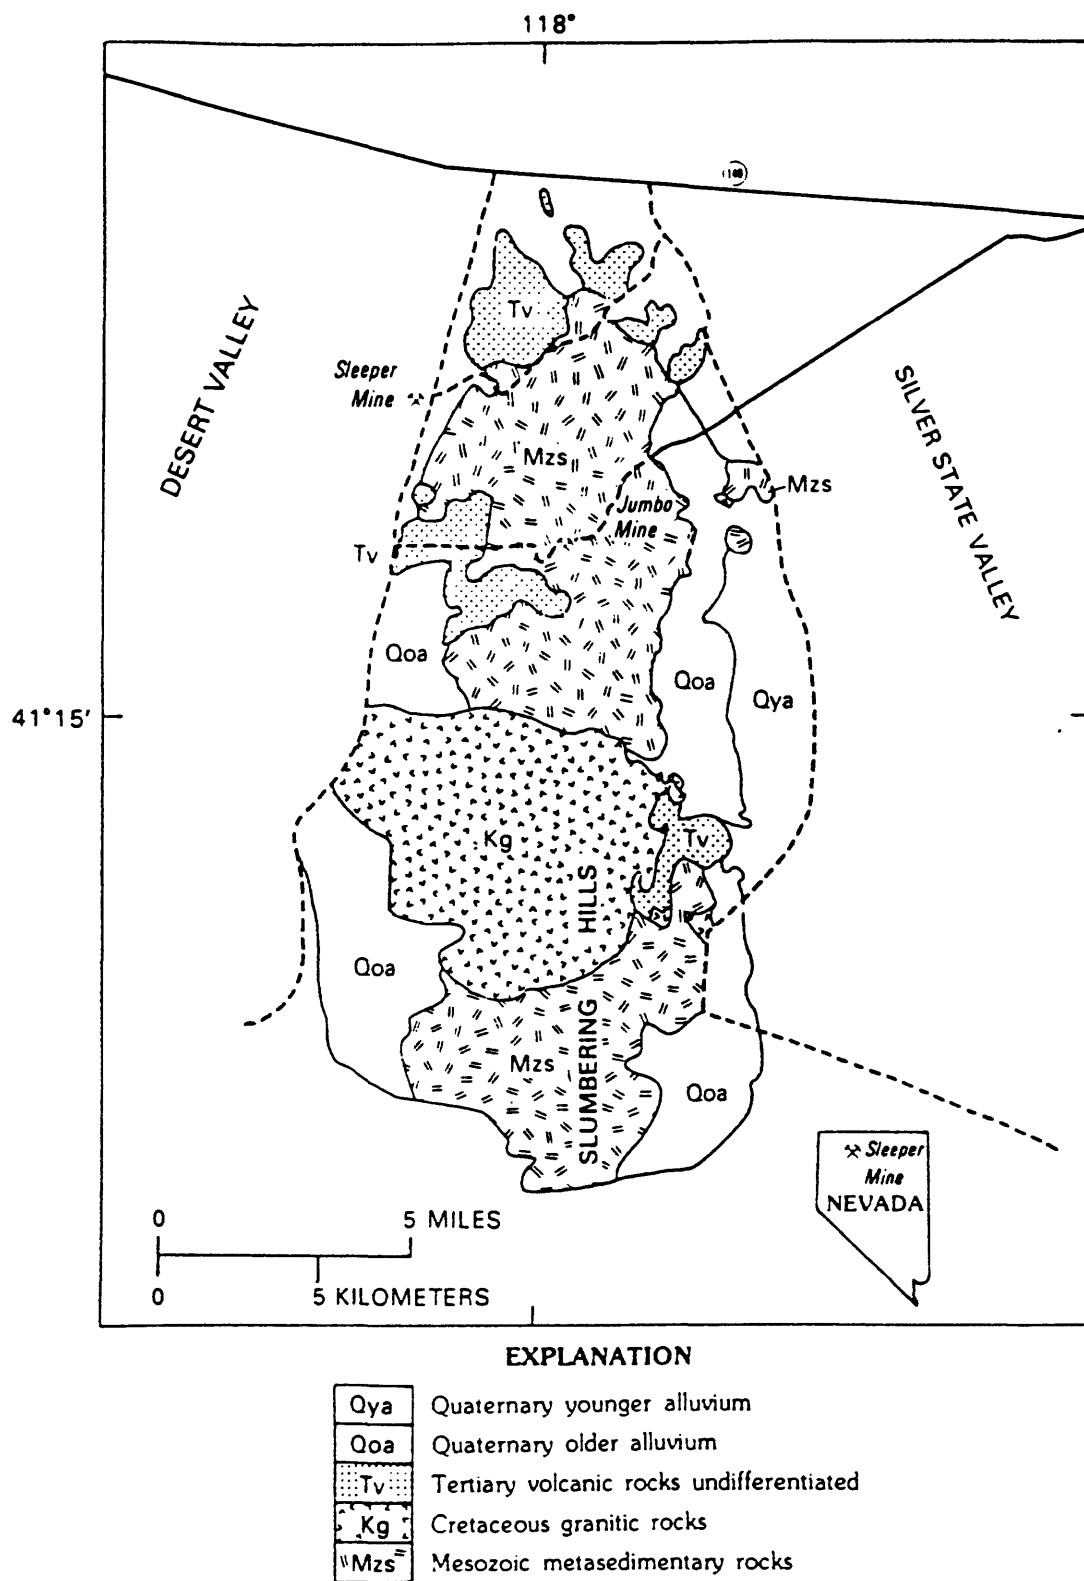 118°
140
Tv
Sleeper
Mine
DESERT VALLEY
SILVER STATE VALLEY
Mzs
Mzs
Jumbo
Mine
Tv
Qoa
Qoa
Qya
41°15'
Kg
Tv
SLUMBERING HILLS
Qoa
Mzs
Qoa
Sleeper
Mine
NEVADA
0 5 MILES
0 5 KILOMETERS
EXPLANATION
Qya Quaternary younger alluvium
Qoa Quaternary older alluvium
Tv Tertiary volcanic rocks undifferentiated
Kg Cretaceous granitic rocks
Mzs Mesozoic metasedimentary rocks